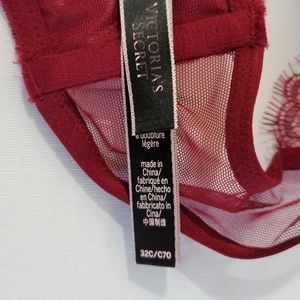 VICTORIA'S
SECRET
doublure
légère
made in
China/
fabriqué en
Chine/hecho
en China/
fabbricato in
Cina/
中国制造
32C/C70